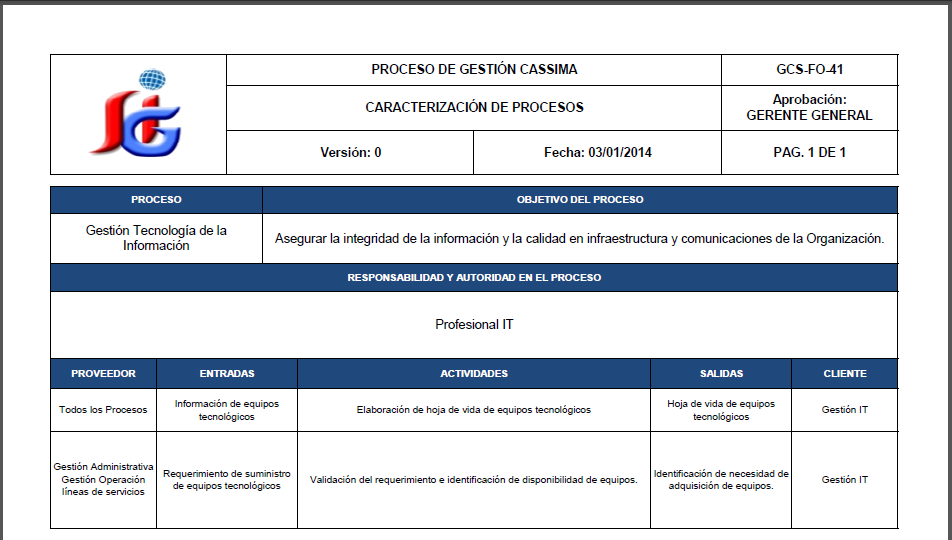 PROCESO DE GESTIÓN CASSIMA
GCS-FO-41
CARACTERIZACIÓN DE PROCESOS
Aprobación:
GERENTE GENERAL
Versión: 0
Fecha: 03/01/2014
PAG. 1 DE 1
PROCESO
OBJETIVO DEL PROCESO
Gestión Tecnología de la
Información
Asegurar la integridad de la información y la calidad en infraestructura y comunicaciones de la Organización.
RESPONSABILIDAD Y AUTORIDAD EN EL PROCESO
Profesional IT
PROVEEDOR
ENTRADAS
ACTIVIDADES
SALIDAS
CLIENTE
Todos los Procesos
Información de equipos
tecnológicos
Elaboración de hoja de vida de equipos tecnológicos
Hoja de vida de equipos
tecnológicos
Gestión IT
Gestión Administrativa
Gestión Operación
líneas de servicios
Requerimiento de suministro
de equipos tecnológicos
Validación del requerimiento e identificación de disponibilidad de equipos.
Identificación de necesidad de
adquisición de equipos.
Gestión IT